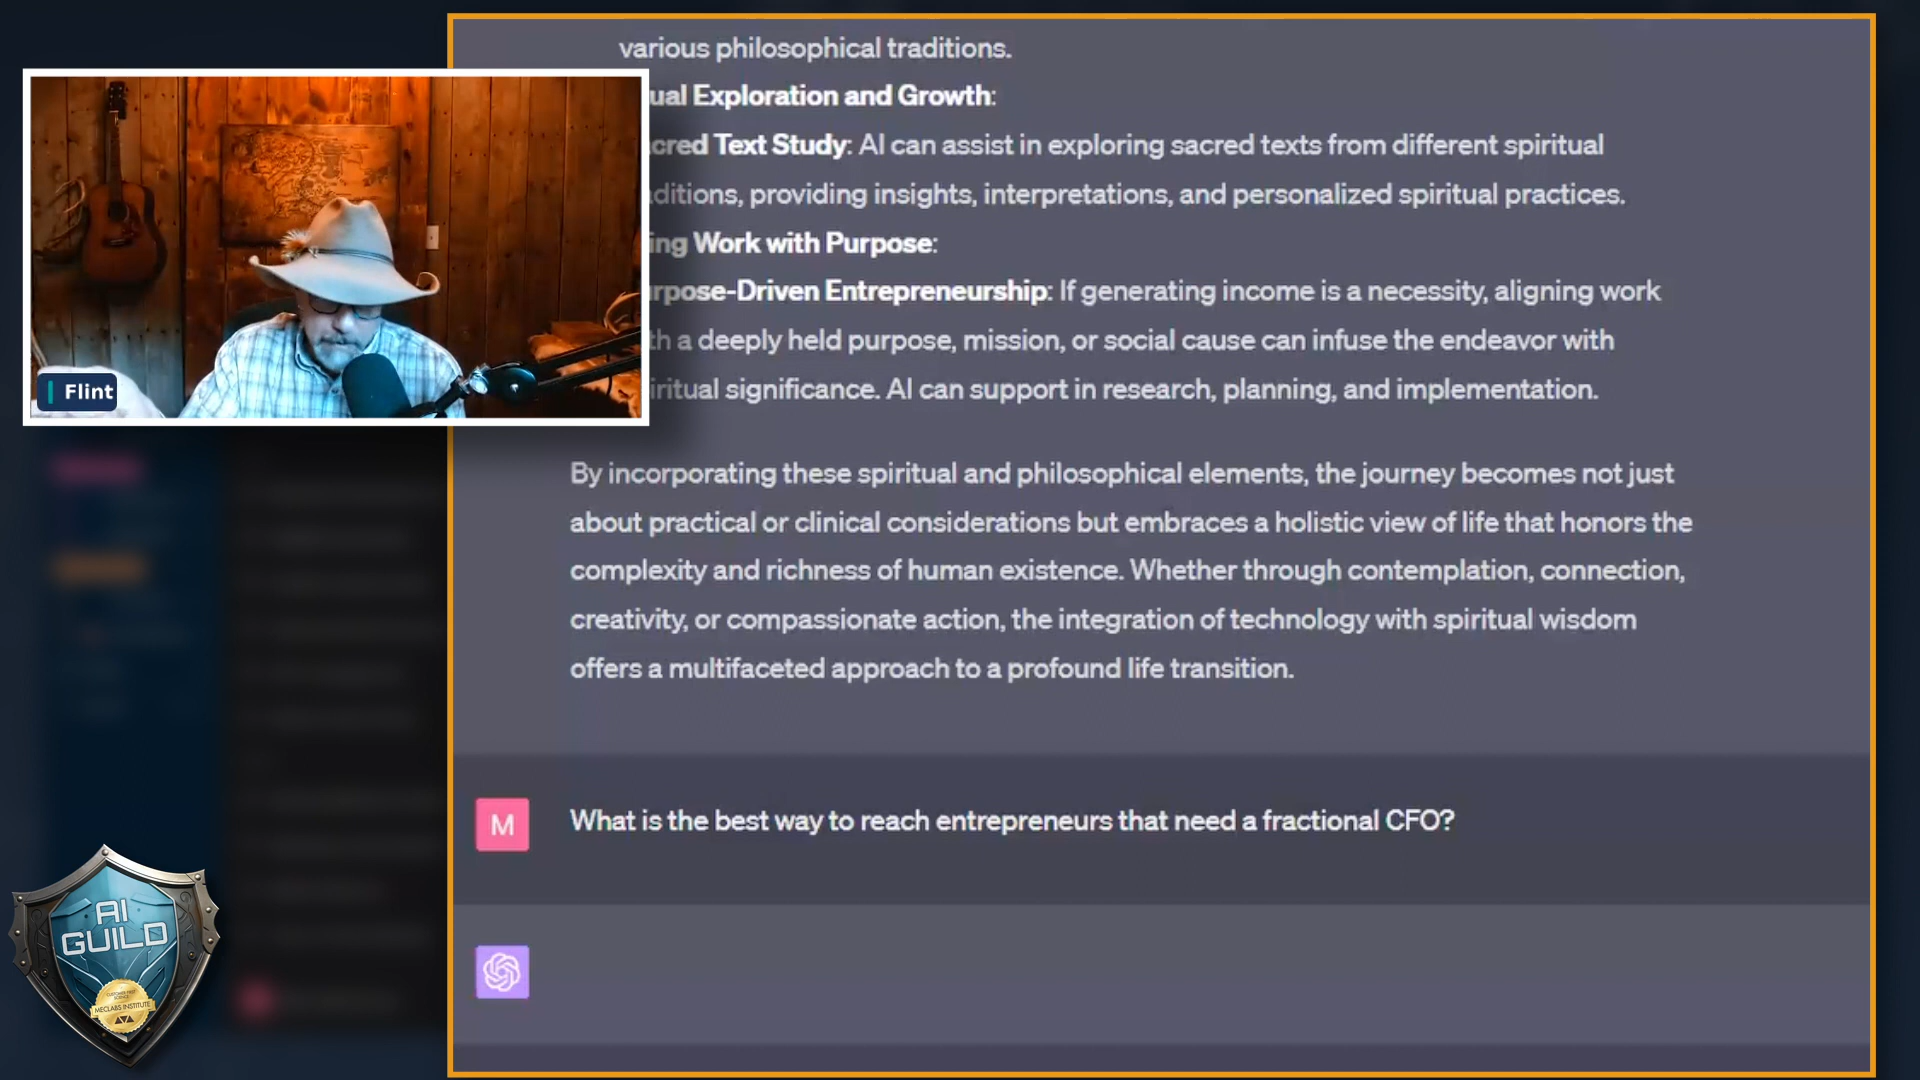 various philosophical traditions.
ual Exploration and Growth:
cred Text Study: AI can assist in exploring sacred texts from different spiritual
ditions, providing insights, interpretations, and personalized spiritual practices.
ing Work with Purpose:
rpose-Driven Entrepreneurship: If generating income is a necessity, aligning work
th a deeply held purpose, mission, or social cause can infuse the endeavor with
iritual significance. AI can support in research, planning, and implementation.
Flint
By incorporating these spiritual and philosophical elements, the journey becomes not just
about practical or clinical considerations but embraces a holistic view of life that honors the
complexity and richness of human existence. Whether through contemplation, connection,
creativity, or compassionate action, the integration of technology with spiritual wisdom
offers a multifaceted approach to a profound life transition.
M
What is the best way to reach entrepreneurs that need a fractional CFO?
AI
GUILD
MECLABS INSTITUTE